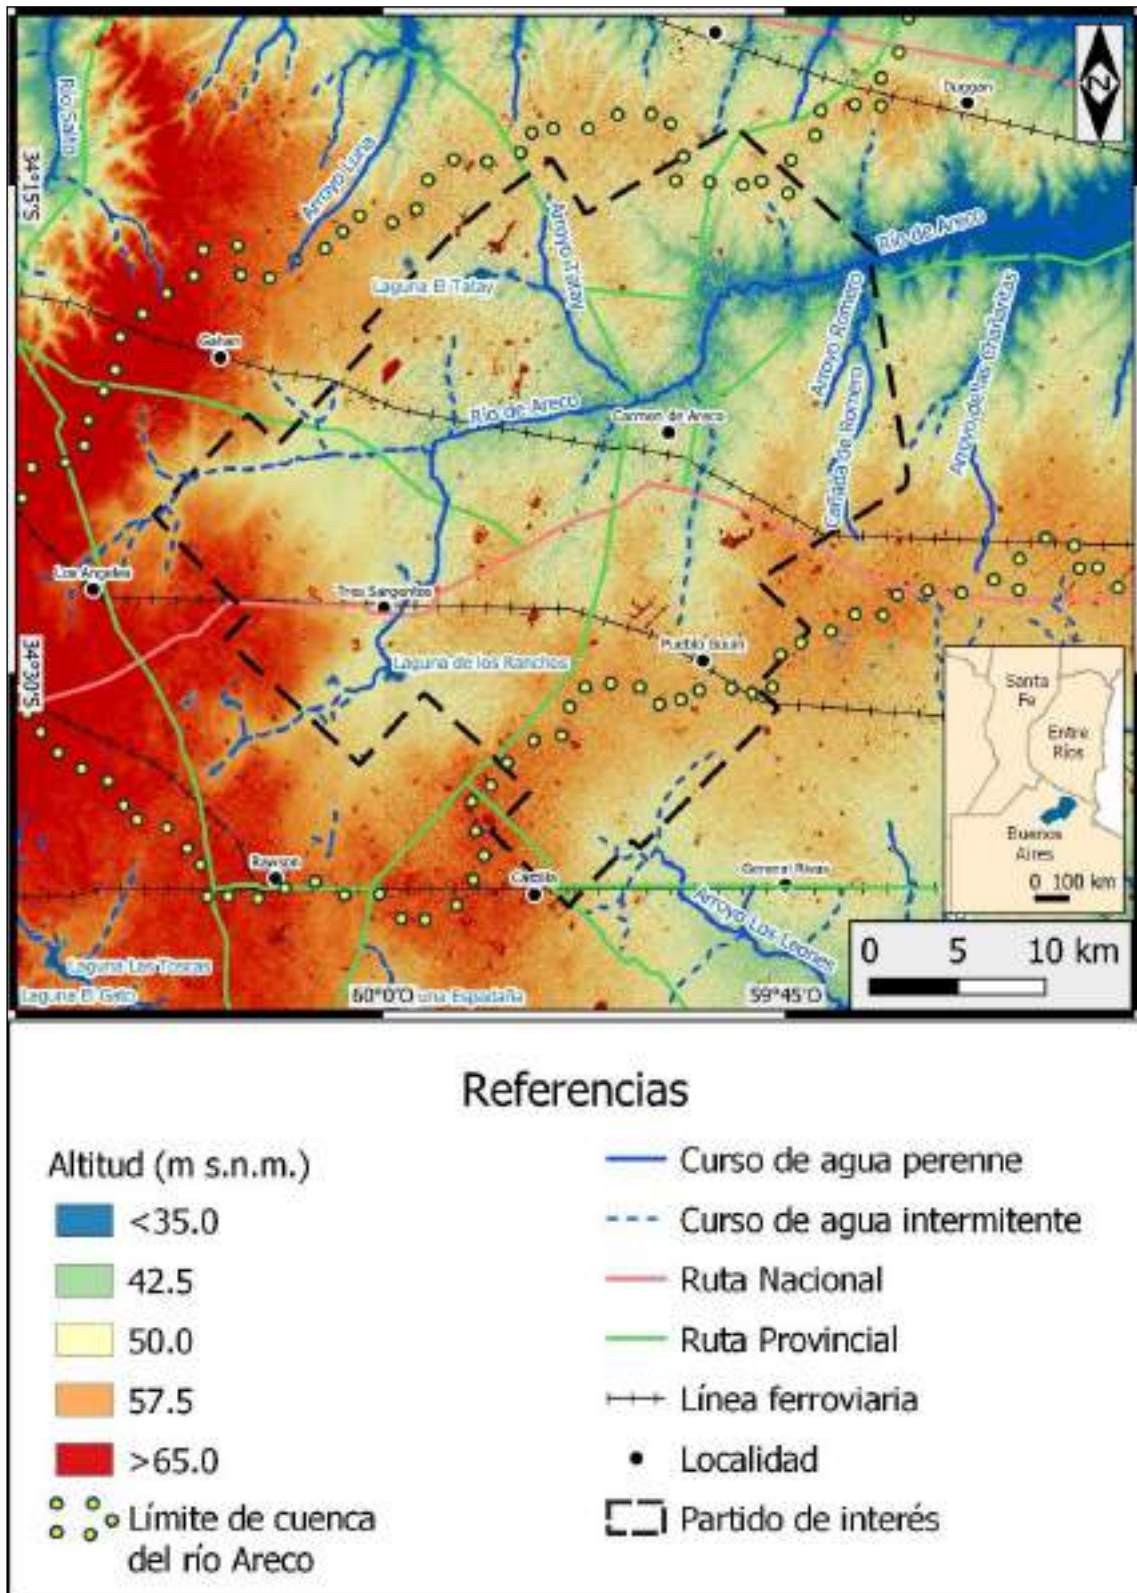 Duggan
Río Salto
Arroyo Luna
34°15'S
Arroyo Tatay
Río de Areco
Laguna El Tatay
Gahan
Arroyo Romero
Arroyo de las Charlaritas
Río de Areco
Carmen de Areco
Cañada de Romero
Los Angeles
Tres Sargentos
34°30'S
Laguna de los Ranchos
Pueblo Gouin
Santa
Fe
Entre
Ríos
Buenos
Aires
0 100 km
Rawson
Castilla
General Rivas
Arroyo Los Leones
Laguna Las Toscas
Laguna El Gato
60°0'O
una Espadaña
59°45'O
0 5 10 km
Referencias
Altitud (m s.n.m.)
<35.0
42.5
50.0
57.5
>65.0
Límite de cuenca
del río Areco
Curso de agua perenne
Curso de agua intermitente
Ruta Nacional
Ruta Provincial
Línea ferroviaria
Localidad
Partido de interés